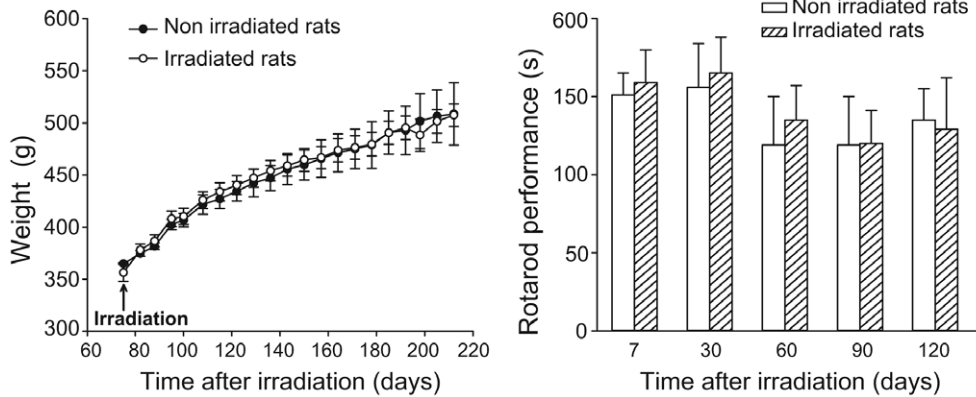 600
550
500
450
400
350
300
Weight (g)
Non irradiated rats
Irradiated rats
Irradiation
60 80 100 120 140 160 180 200 220
Time after irradiation (days)
Non irradiated rats
Irradiated rats
600
150
100
50
0
Rotarod performance (s)
7 30 60 90 120
Time after irradiation (days)